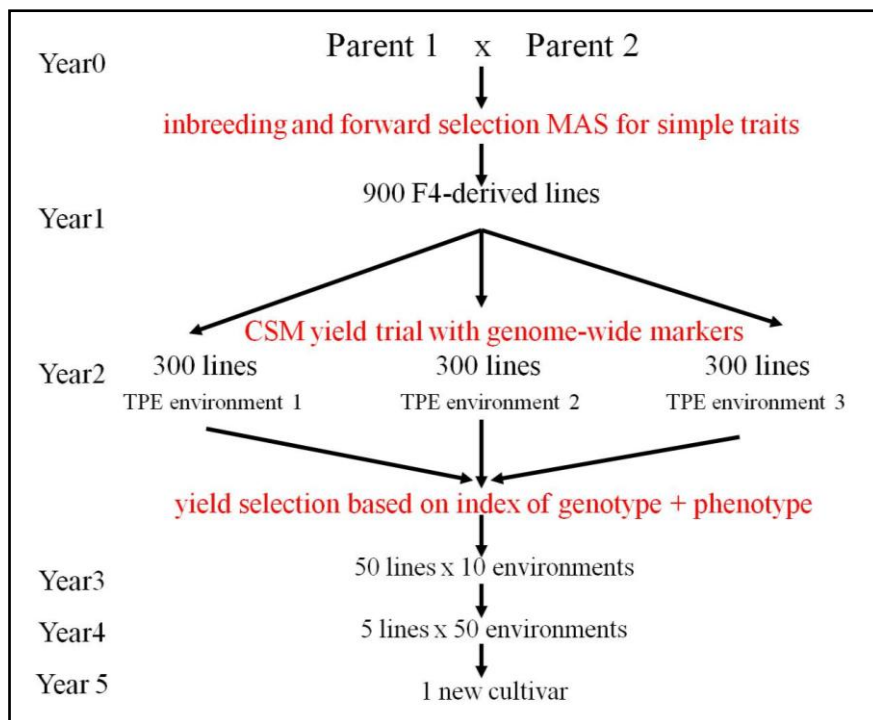 Parent 1 x Parent 2
Year0
inbreeding and forward selection MAS for simple traits
900 F4-derived lines
Year1
CSM yield trial with genome-wide markers
300 lines 300 lines 300 lines
Year2
TPE environment 1 TPE environment 2 TPE environment 3
yield selection based on index of genotype + phenotype
50 lines x 10 environments
Year3
5 lines x 50 environments
Year4
Year 5
1 new cultivar